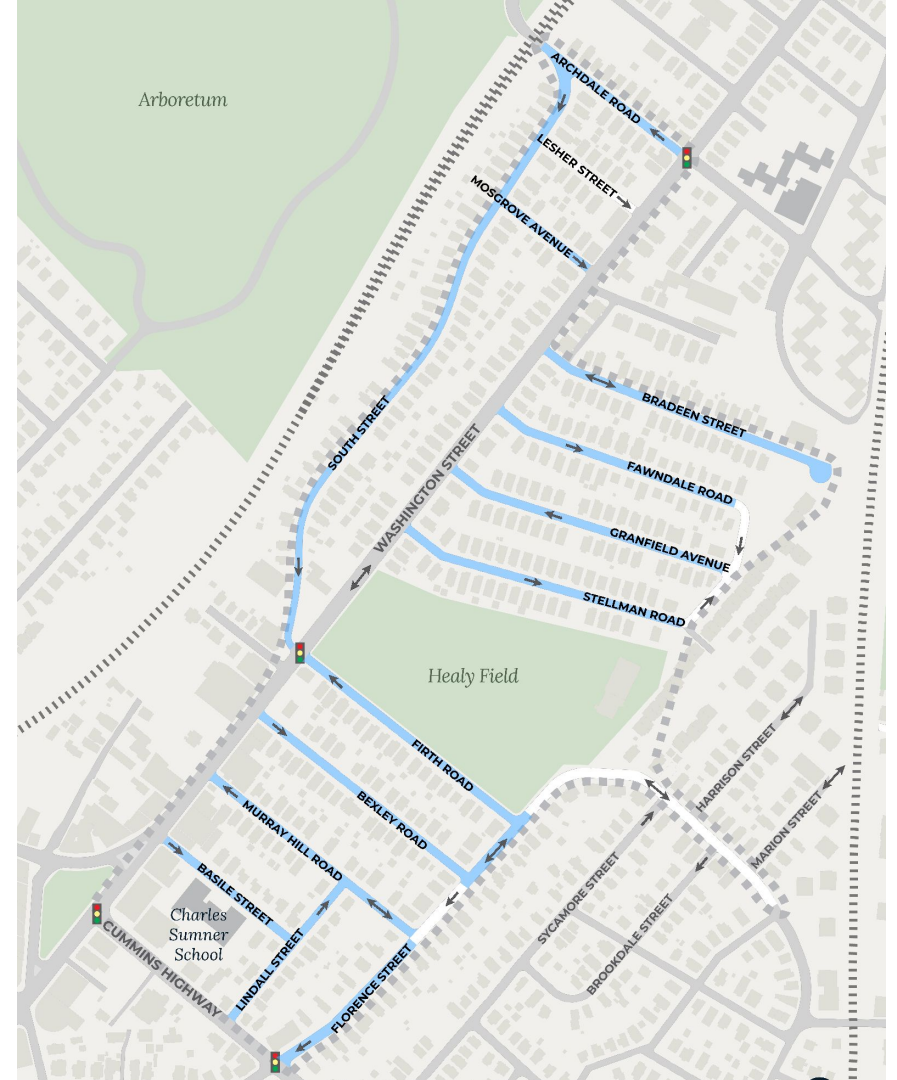 ARCHDALE ROAD
Arboretum
LESHER STREET
MOSGROVE AVENUE
BRADEEN STREET
SOUTH STREET
WASHINGTON STREET
FAWNDALE ROAD
GRANFIELD AVENUE
STELLMAN ROAD
Healy Field
HARRISON STREET
FIRTH ROAD
MARION STREET
BEXLEY ROAD
MURRAY HILL ROAD
SYCAMORE STREET
BASILE STREET
BROOKDALE STREET
Charles
Sumner
School
CUMMINS HIGHWAY
LINDALL STREET
FLORENCE STREET